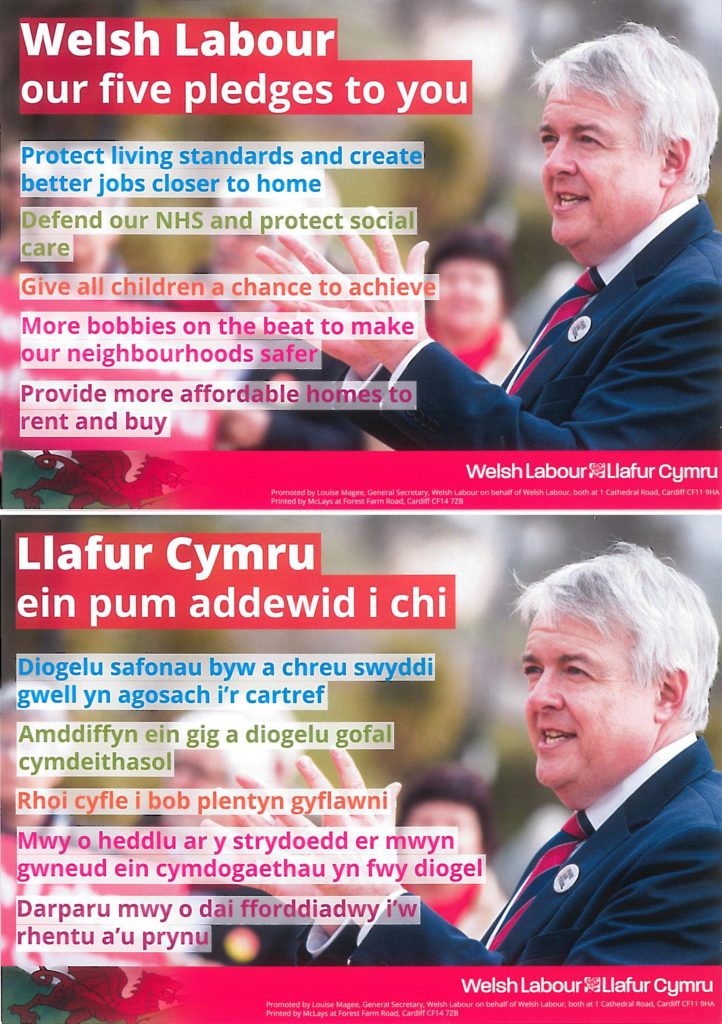 Welsh Labour
our five pledges to you
Protect living standards and create
better jobs closer to home
Defend our NHS and protect social
care
Give all children a chance to achieve
More bobbies on the beat to make
our neighbourhoods safer
Provide more affordable homes to
rent and buy
Welsh Labour Llafur Cymru
Promoted by Louise Magee, General Secretary, Welsh Labour on behalf of Welsh Labour, both at 1 Cathedral Road, Cardiff CF11 9HA
Printed by McLays at Forest Farm Road, Cardiff CF14 7ZB
Llafur Cymru
ein pum addewid i chi
Diogelu safonau byw a chreu swyddi
gwell yn agosach i'r cartref
Amddiffyn ein gig a diogelu gofal
cymdeithasol
Rhoi cyfle i bob plentyn gyflawni
Mwy o heddlu ar y strydoedd er mwyn
gwneud ein cymdogaethau yn fwy diogel
Darparu mwy o dai fforddiadwy i'w
rhentu a'u prynu
Welsh Labour Llafur Cymru
Promoted by Louise Magee, General Secretary, Welsh Labour on behalf of Welsh Labour, both at 1 Cathedral Road, Cardiff CF11 9HA
Printed by McLays at Forest Farm Road, Cardiff CF14 7ZB